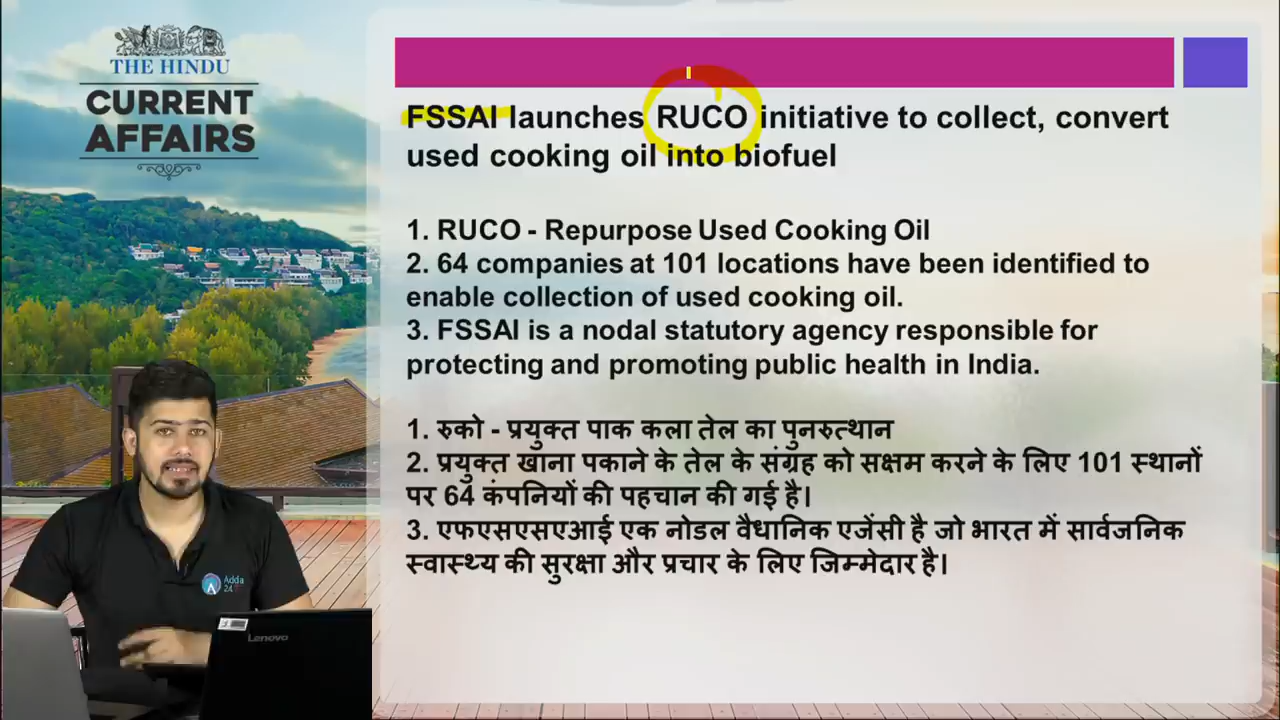 THE HINDU
CURRENT
AFFAIRS
FSSAI launches RUCO initiative to collect, convert
used cooking oil into biofuel
1. RUCO - Repurpose Used Cooking Oil
2. 64 companies at 101 locations have been identified to
enable collection of used cooking oil.
3. FSSAI is a nodal statutory agency responsible for
protecting and promoting public health in India.
1. रुको - प्रयुक्त पाक कला तेल का पुनरुत्थान
2. प्रयुक्त खाना पकाने के तेल के संग्रह को सक्षम करने के लिए 101 स्थानों
पर 64 कंपनियों की पहचान की गई है।
3. एफएसएसएआई एक नोडल वैधानिक एजेंसी है जो भारत में सार्वजनिक
स्वास्थ्य की सुरक्षा और प्रचार के लिए जिम्मेदार है।
Adda
24
Lenovo